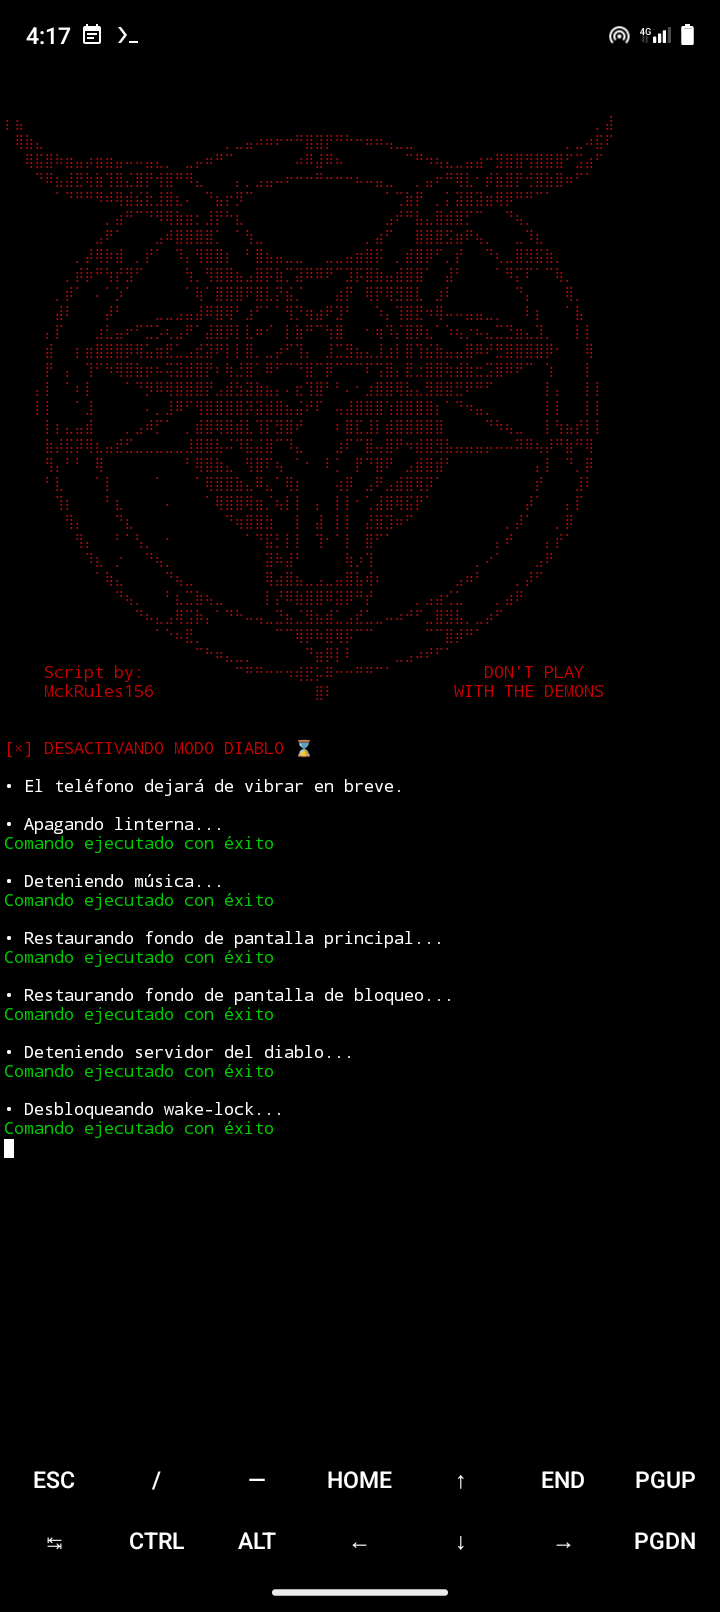 4:17
4G
Script by:
DON'T PLAY
MckRules156
WITH THE DEMONS
[×] DESACTIVANDO MODO DIABLO ⌛
• El teléfono dejará de vibrar en breve.
• Apagando linterna...
Comando ejecutado con éxito
• Deteniendo música...
Comando ejecutado con éxito
• Restaurando fondo de pantalla principal...
Comando ejecutado con éxito
• Restaurando fondo de pantalla de bloqueo...
Comando ejecutado con éxito
• Deteniendo servidor del diablo...
Comando ejecutado con éxito
• Desbloqueando wake-lock...
Comando ejecutado con éxito
ESC / — HOME ↑ END PGUP
↹ CTRL ALT ← ↓ → PGDN